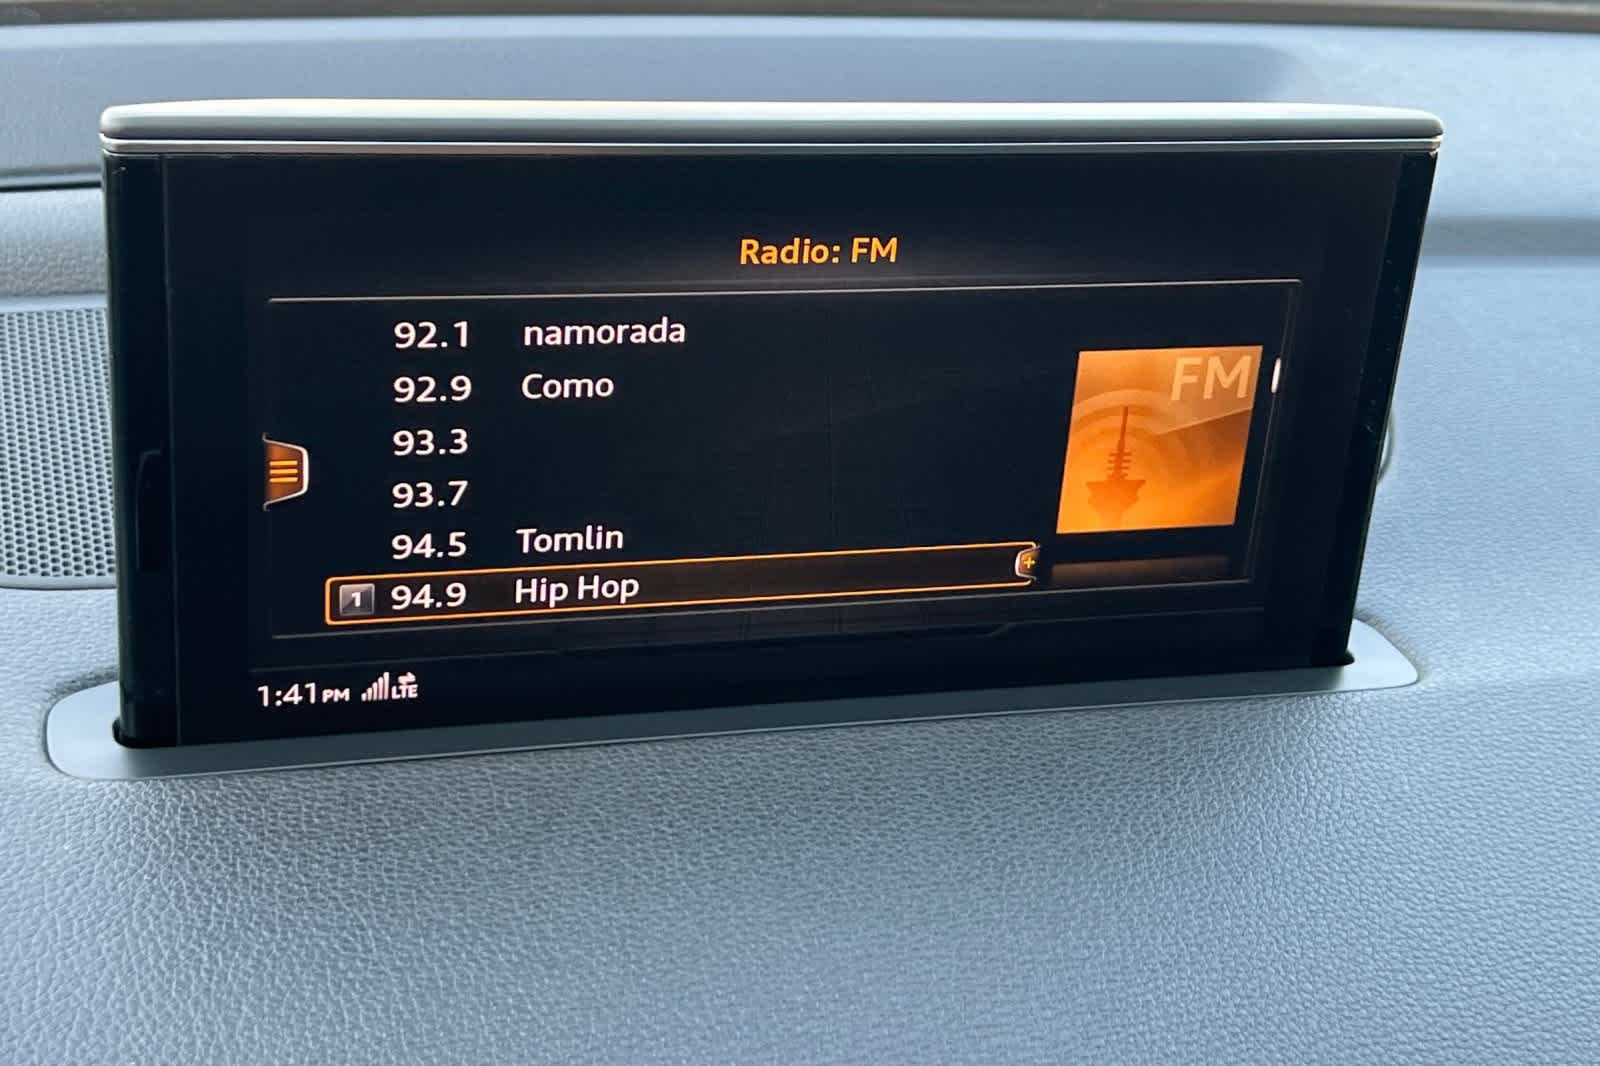 Radio: FM
92.1 namorada
92.9 Como
FM
93.3
93.7
94.5 Tomlin
1 94.9 Hip Hop
1:41 PM LTE